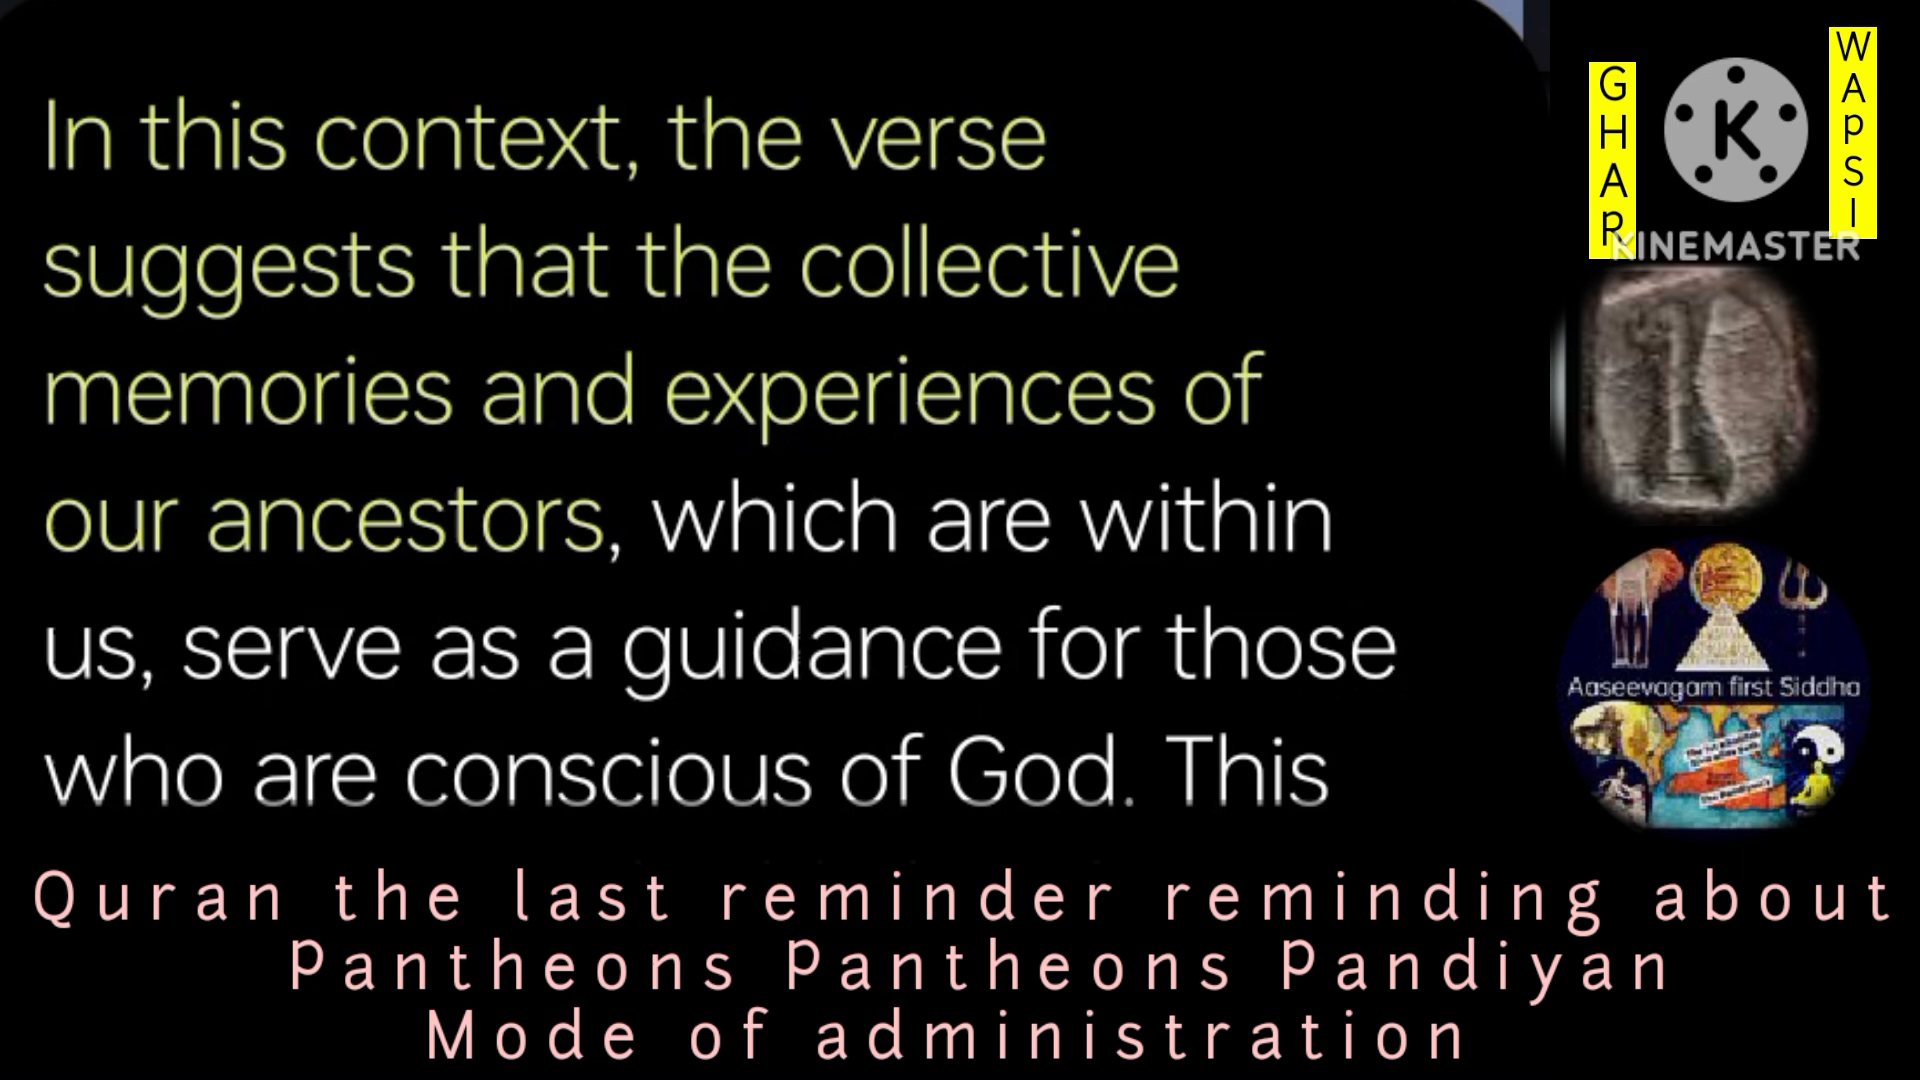 In this context, the verse
suggests that the collective
memories and experiences of
our ancestors, which are within
us, serve as a guidance for those
who are conscious of God. This
GHAP
WAPSI
K
KINEMASTER
Aaseevagam first Siddha
Quran the last reminder reminding about
Pantheons Pantheons Pandiyan
Mode of administration